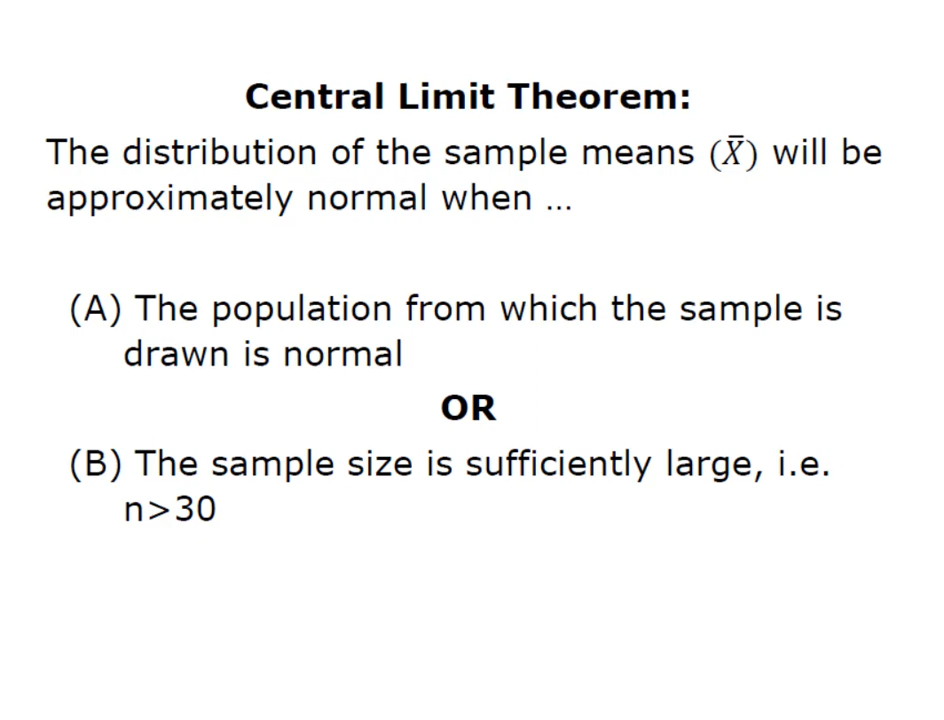 Central Limit Theorem:
The distribution of the sample means (X̄) will be
approximately normal when …
(A) The population from which the sample is
drawn is normal
OR
(B) The sample size is sufficiently large, i.e.
n>30